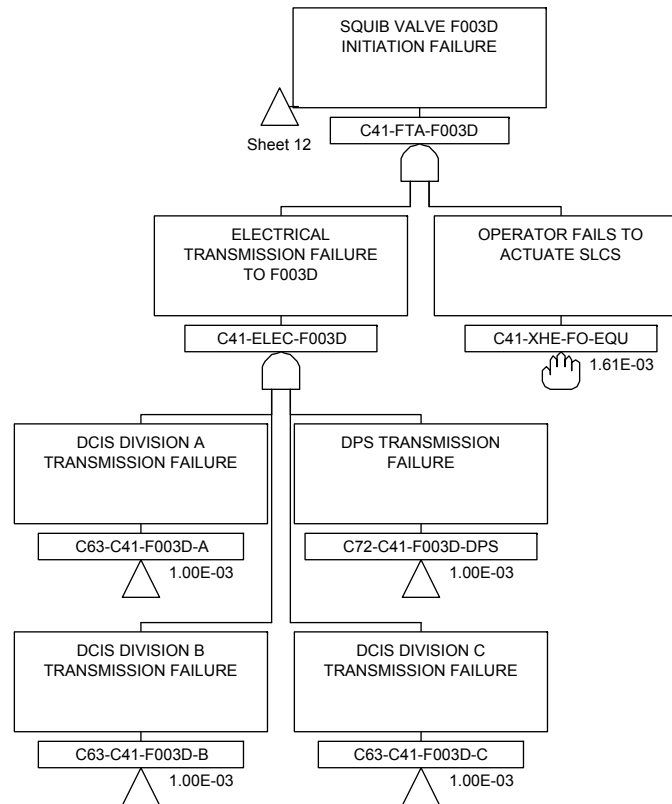 SQUIB VALVE F003D
INITIATION FAILURE
Sheet 12
C41-FTA-F003D
ELECTRICAL
TRANSMISSION FAILURE
TO F003D
C41-ELEC-F003D
OPERATOR FAILS TO
ACTUATE SLCS
C41-XHE-FO-EQU
1.61E-03
DCIS DIVISION A
TRANSMISSION FAILURE
C63-C41-F003D-A
1.00E-03
DPS TRANSMISSION
FAILURE
C72-C41-F003D-DPS
1.00E-03
DCIS DIVISION B
TRANSMISSION FAILURE
C63-C41-F003D-B
1.00E-03
DCIS DIVISION C
TRANSMISSION FAILURE
C63-C41-F003D-C
1.00E-03